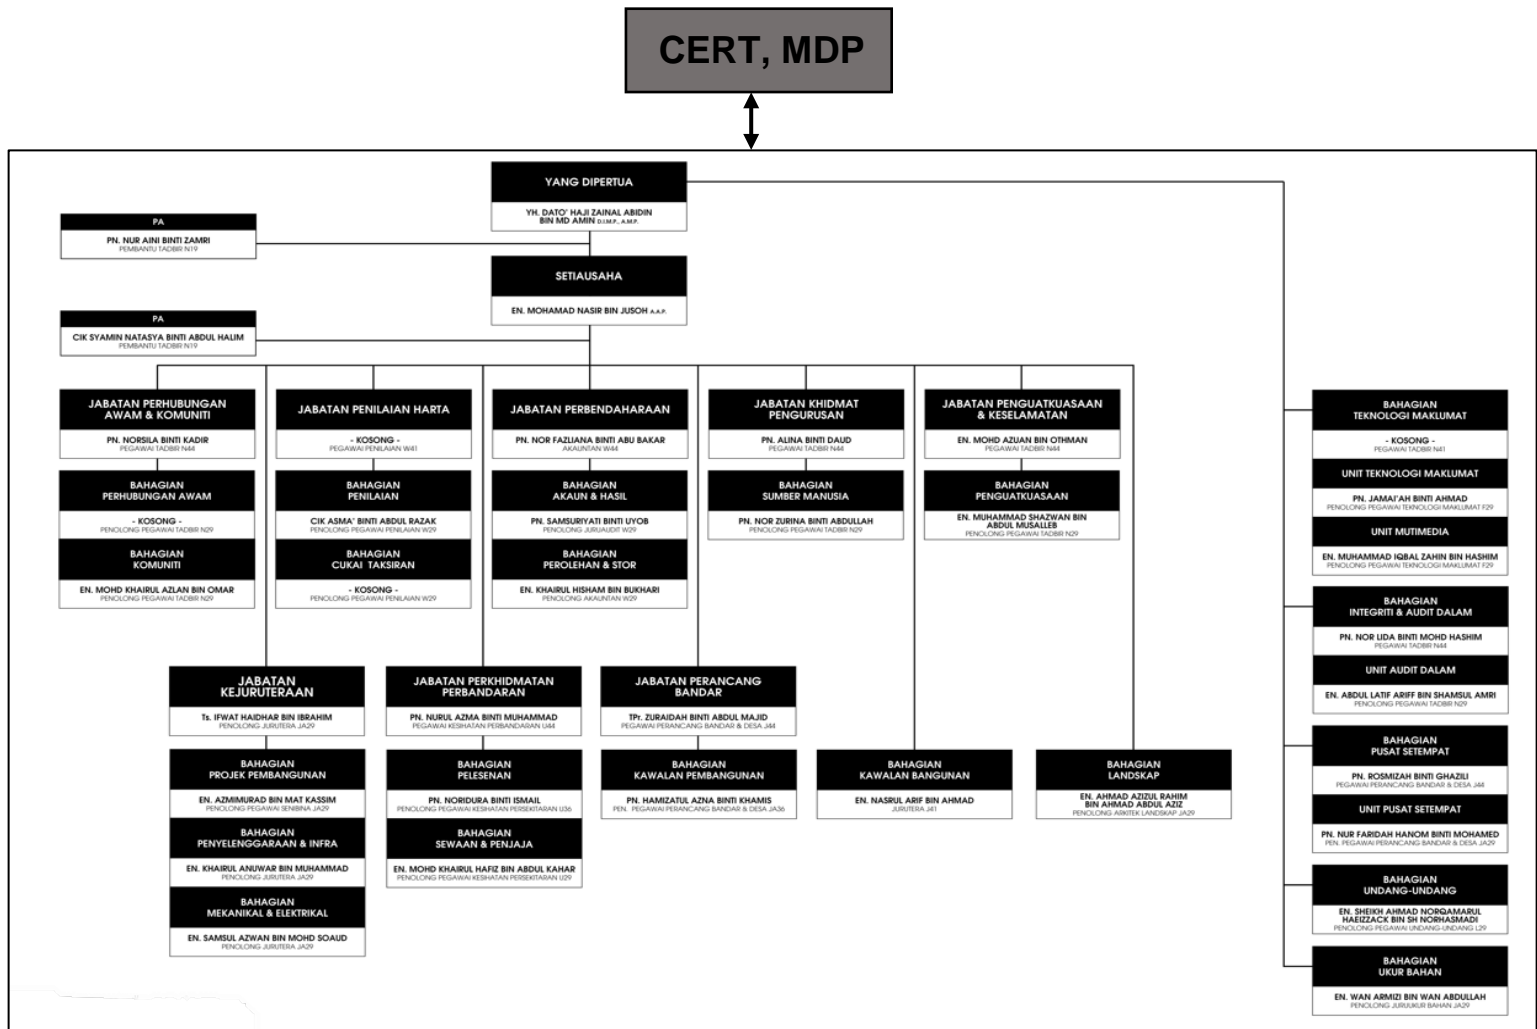 CERT, MDP
YANG DIPERTUA
YH. DATO' HAJI ZAINAL ABIDIN
BIN MD AMIN D.I.M.P., A.M.P.
PA
PN. NUR AINI BINTI ZAMRI
PEMBANTU TADBIR N19
SETIAUSAHA
EN. MOHAMAD NASIR BIN JUSOH A.A.P.
PA
CIK SYAMIN NATASYA BINTI ABDUL HALIM
PEMBANTU TADBIR N19
JABATAN PERHUBUNGAN
AWAM & KOMUNITI
PN. NORSILA BINTI KADIR
PEGAWAI TADBIR N44
BAHAGIAN
PERHUBUNGAN AWAM
- KOSONG -
PENOLONG PEGAWAI TADBIR N29
BAHAGIAN
KOMUNITI
EN. MOHD KHAIRUL AZLAN BIN OMAR
PENOLONG PEGAWAI TADBIR N29
JABATAN PENILAIAN HARTA
- KOSONG -
PEGAWAI PENILAIAN W41
BAHAGIAN
PENILAIAN
CIK ASMA' BINTI ABDUL RAZAK
PENOLONG PEGAWAI PENILAIAN W29
BAHAGIAN
CUKAI TAKSIRAN
- KOSONG -
PENOLONG PEGAWAI PENILAIAN W29
JABATAN PERBENDAHARAAN
PN. NOR FAZLIANA BINTI ABU BAKAR
AKAUNTAN W44
BAHAGIAN
AKAUN & HASIL
PN. SAMSURIYATI BINTI UYOB
PENOLONG JURUAUDIT W29
BAHAGIAN
PEROLEHAN & STOR
EN. KHAIRUL HISHAM BIN BUKHARI
PENOLONG AKAUNTAN W29
JABATAN KHIDMAT
PENGURUSAN
PN. ALINA BINTI DAUD
PEGAWAI TADBIR N44
BAHAGIAN
SUMBER MANUSIA
PN. NOR ZURINA BINTI ABDULLAH
PENOLONG PEGAWAI TADBIR N29
JABATAN PENGUATKUASAAN
& KESELAMATAN
EN. MOHD AZUAN BIN OTHMAN
PEGAWAI TADBIR N44
BAHAGIAN
PENGUATKUASAAN
EN. MUHAMMAD SHAZWAN BIN
ABDUL MUSALLEB
PENOLONG PEGAWAI TADBIR N29
JABATAN
KEJURUTERAAN
Ts. IFWAT HAIDHAR BIN IBRAHIM
PENOLONG JURUTERA JA29
BAHAGIAN
PROJEK PEMBANGUNAN
EN. AZMIMURAD BIN MAT KASSIM
PENOLONG PEGAWAI SENIBINA JA29
BAHAGIAN
PENYELENGGARAAN & INFRA
EN. KHAIRUL ANUWAR BIN MUHAMMAD
PENOLONG JURUTERA JA29
BAHAGIAN
MEKANIKAL & ELEKTRIKAL
EN. SAMSUL AZWAN BIN MOHD SOAUD
PENOLONG JURUTERA JA29
JABATAN PERKHIDMATAN
PERBANDARAN
PN. NURUL AZMA BINTI MUHAMMAD
PEGAWAI KESIHATAN PERBANDARAN U44
BAHAGIAN
PELESENAN
PN. NORIDURA BINTI ISMAIL
PENOLONG PEGAWAI KESIHATAN PERSEKITARAN U36
BAHAGIAN
SEWAAN & PENJAJA
EN. MOHD KHAIRUL HAFIZ BIN ABDUL KAHAR
PENOLONG PEGAWAI KESIHATAN PERSEKITARAN U29
JABATAN PERANCANG
BANDAR
TPr. ZURAIDAH BINTI ABDUL MAJID
PEGAWAI PERANCANG BANDAR & DESA J44
BAHAGIAN
KAWALAN PEMBANGUNAN
PN. HAMIZATUL AZNA BINTI KHAMIS
PEN. PEGAWAI PERANCANG BANDAR & DESA JA36
BAHAGIAN
KAWALAN BANGUNAN
EN. NASRUL ARIF BIN AHMAD
JURUTERA J41
BAHAGIAN
LANDSKAP
EN. AHMAD AZIZUL RAHIM
BIN AHMAD ABDUL AZIZ
PENOLONG ARKITEK LANDSKAP JA29
BAHAGIAN
TEKNOLOGI MAKLUMAT
- KOSONG -
PEGAWAI TADBIR N41
UNIT TEKNOLOGI MAKLUMAT
PN. JAMAI'AH BINTI AHMAD
PENOLONG PEGAWAI TEKNOLOGI MAKLUMAT F29
UNIT MUTIMEDIA
EN. MUHAMMAD IQBAL ZAHIN BIN HASHIM
PENOLONG PEGAWAI TEKNOLOGI MAKLUMAT F29
BAHAGIAN
INTEGRITI & AUDIT DALAM
PN. NOR LIDA BINTI MOHD HASHIM
PEGAWAI TADBIR N44
UNIT AUDIT DALAM
EN. ABDUL LATIF ARIFF BIN SHAMSUL AMRI
PENOLONG PEGAWAI TADBIR N29
BAHAGIAN
PUSAT SETEMPAT
PN. ROSMIZAH BINTI GHAZILI
PEGAWAI PERANCANG BANDAR & DESA J44
UNIT PUSAT SETEMPAT
PN. NUR FARIDAH HANOM BINTI MOHAMED
PEN. PEGAWAI PERANCANG BANDAR & DESA JA29
BAHAGIAN
UNDANG-UNDANG
EN. SHEIKH AHMAD NORQAMARUL
HAEIZZACK BIN SH NORHASMADI
PENOLONG PEGAWAI UNDANG-UNDANG L29
BAHAGIAN
UKUR BAHAN
EN. WAN ARMIZI BIN WAN ABDULLAH
PENOLONG JURUUKUR BAHAN JA29